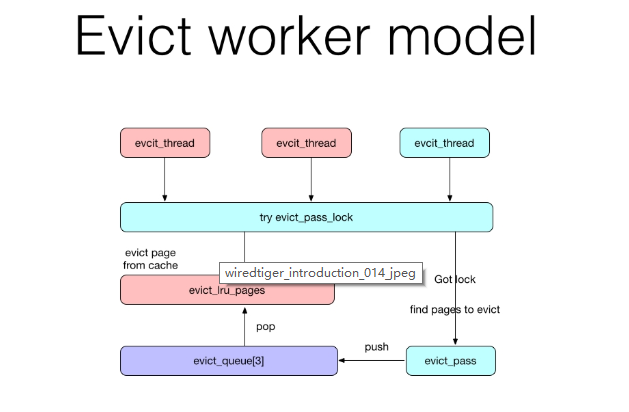 Evict worker model
evcit_thread
evcit_thread
evcit_thread
try evict_pass_lock
evict page
from cache
wiredtiger_introduction_014_jpeg
Got lock
evict_lru_pages
find pages to evict
pop
push
evict_queue[3]
evict_pass